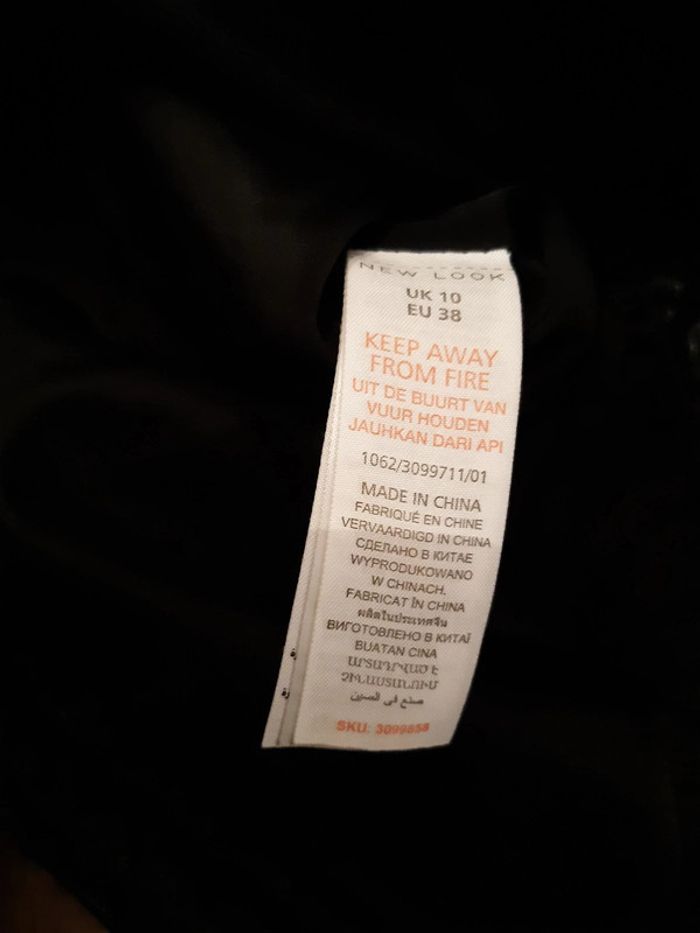 NEW LOOK
UK 10
EU 38
KEEP AWAY
FROM FIRE
UIT DE BUURT VAN
VUUR HOUDEN
JAUHKAN DARI API
1062/3099711/01
MADE IN CHINA
FABRIQUÉ EN CHINE
VERVAARDIGD IN CHINA
СДЕЛАНО В КИТАЕ
WYPRODUKOWANO
W CHINACH.
FABRICAT ÎN CHINA
ผลิตในประเทศจีน
ВИГОТОВЛЕНО В КИТАЇ
BUATAN CINA
ԱՐՏԱԴՐՎԱԾ Է
ՉԻՆԱՍՏԱՆՈՒՄ
صنع في الصين
SKU: 3099858